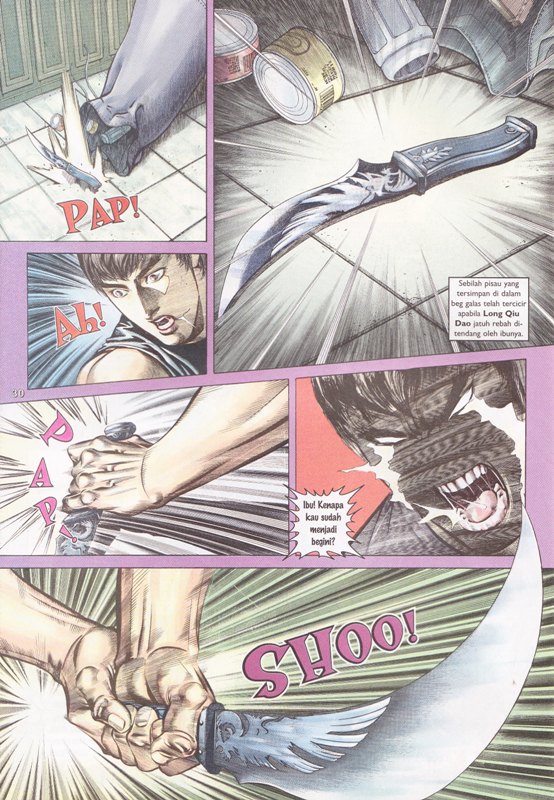 PAP!
Sebilah pisau yang
tersimpan di dalam
beg galas telah tercicir
apabila Long Qiu
Dao jatuh rebah di-
tendang oleh ibunya.
Ah!
30
PAP!
Ibu! Kenapa
kau sudah
menjadi
begini?
SHOO!